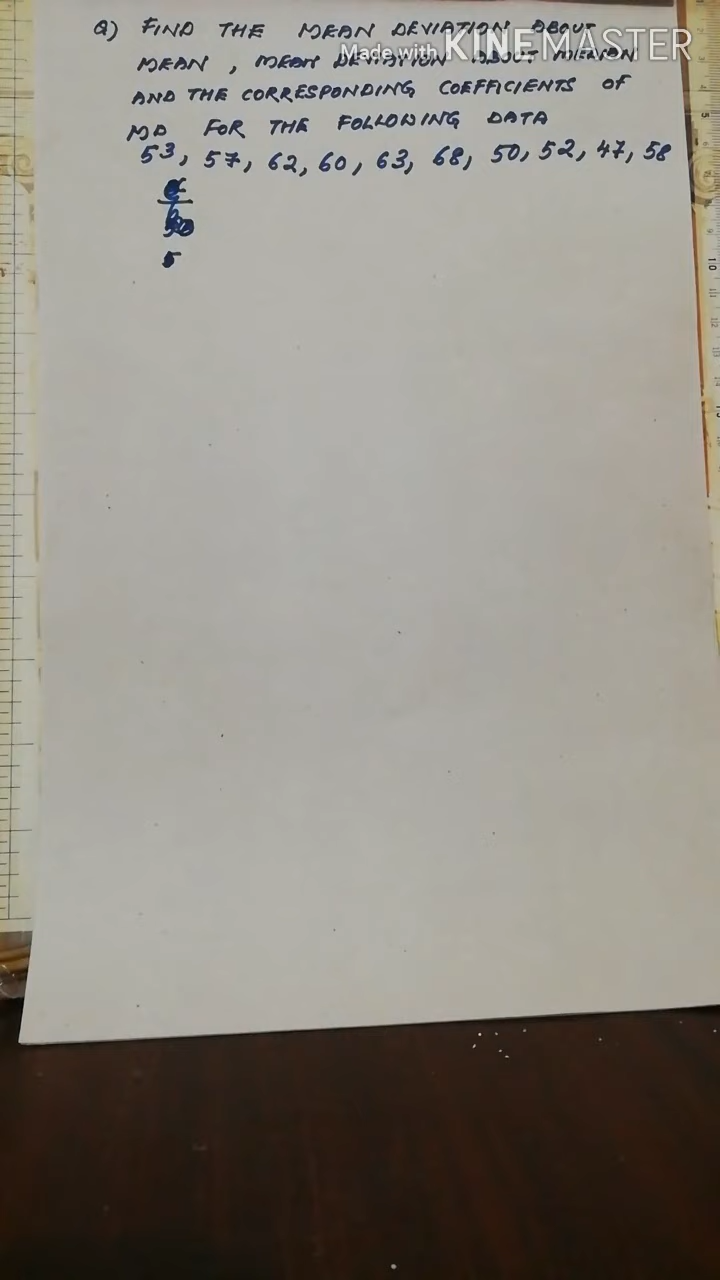 Q) FIND THE MEAN DEVIATION ABOUT
Made with KINEMASTER
MEAN, MEAN DEVIATION ABOUT MEDIAN
AND THE CORRESPONDING COEFFICIENTS OF
MD FOR THE FOLLOWING DATA
53, 57, 62, 60, 63, 68, 50, 52, 47, 58
5